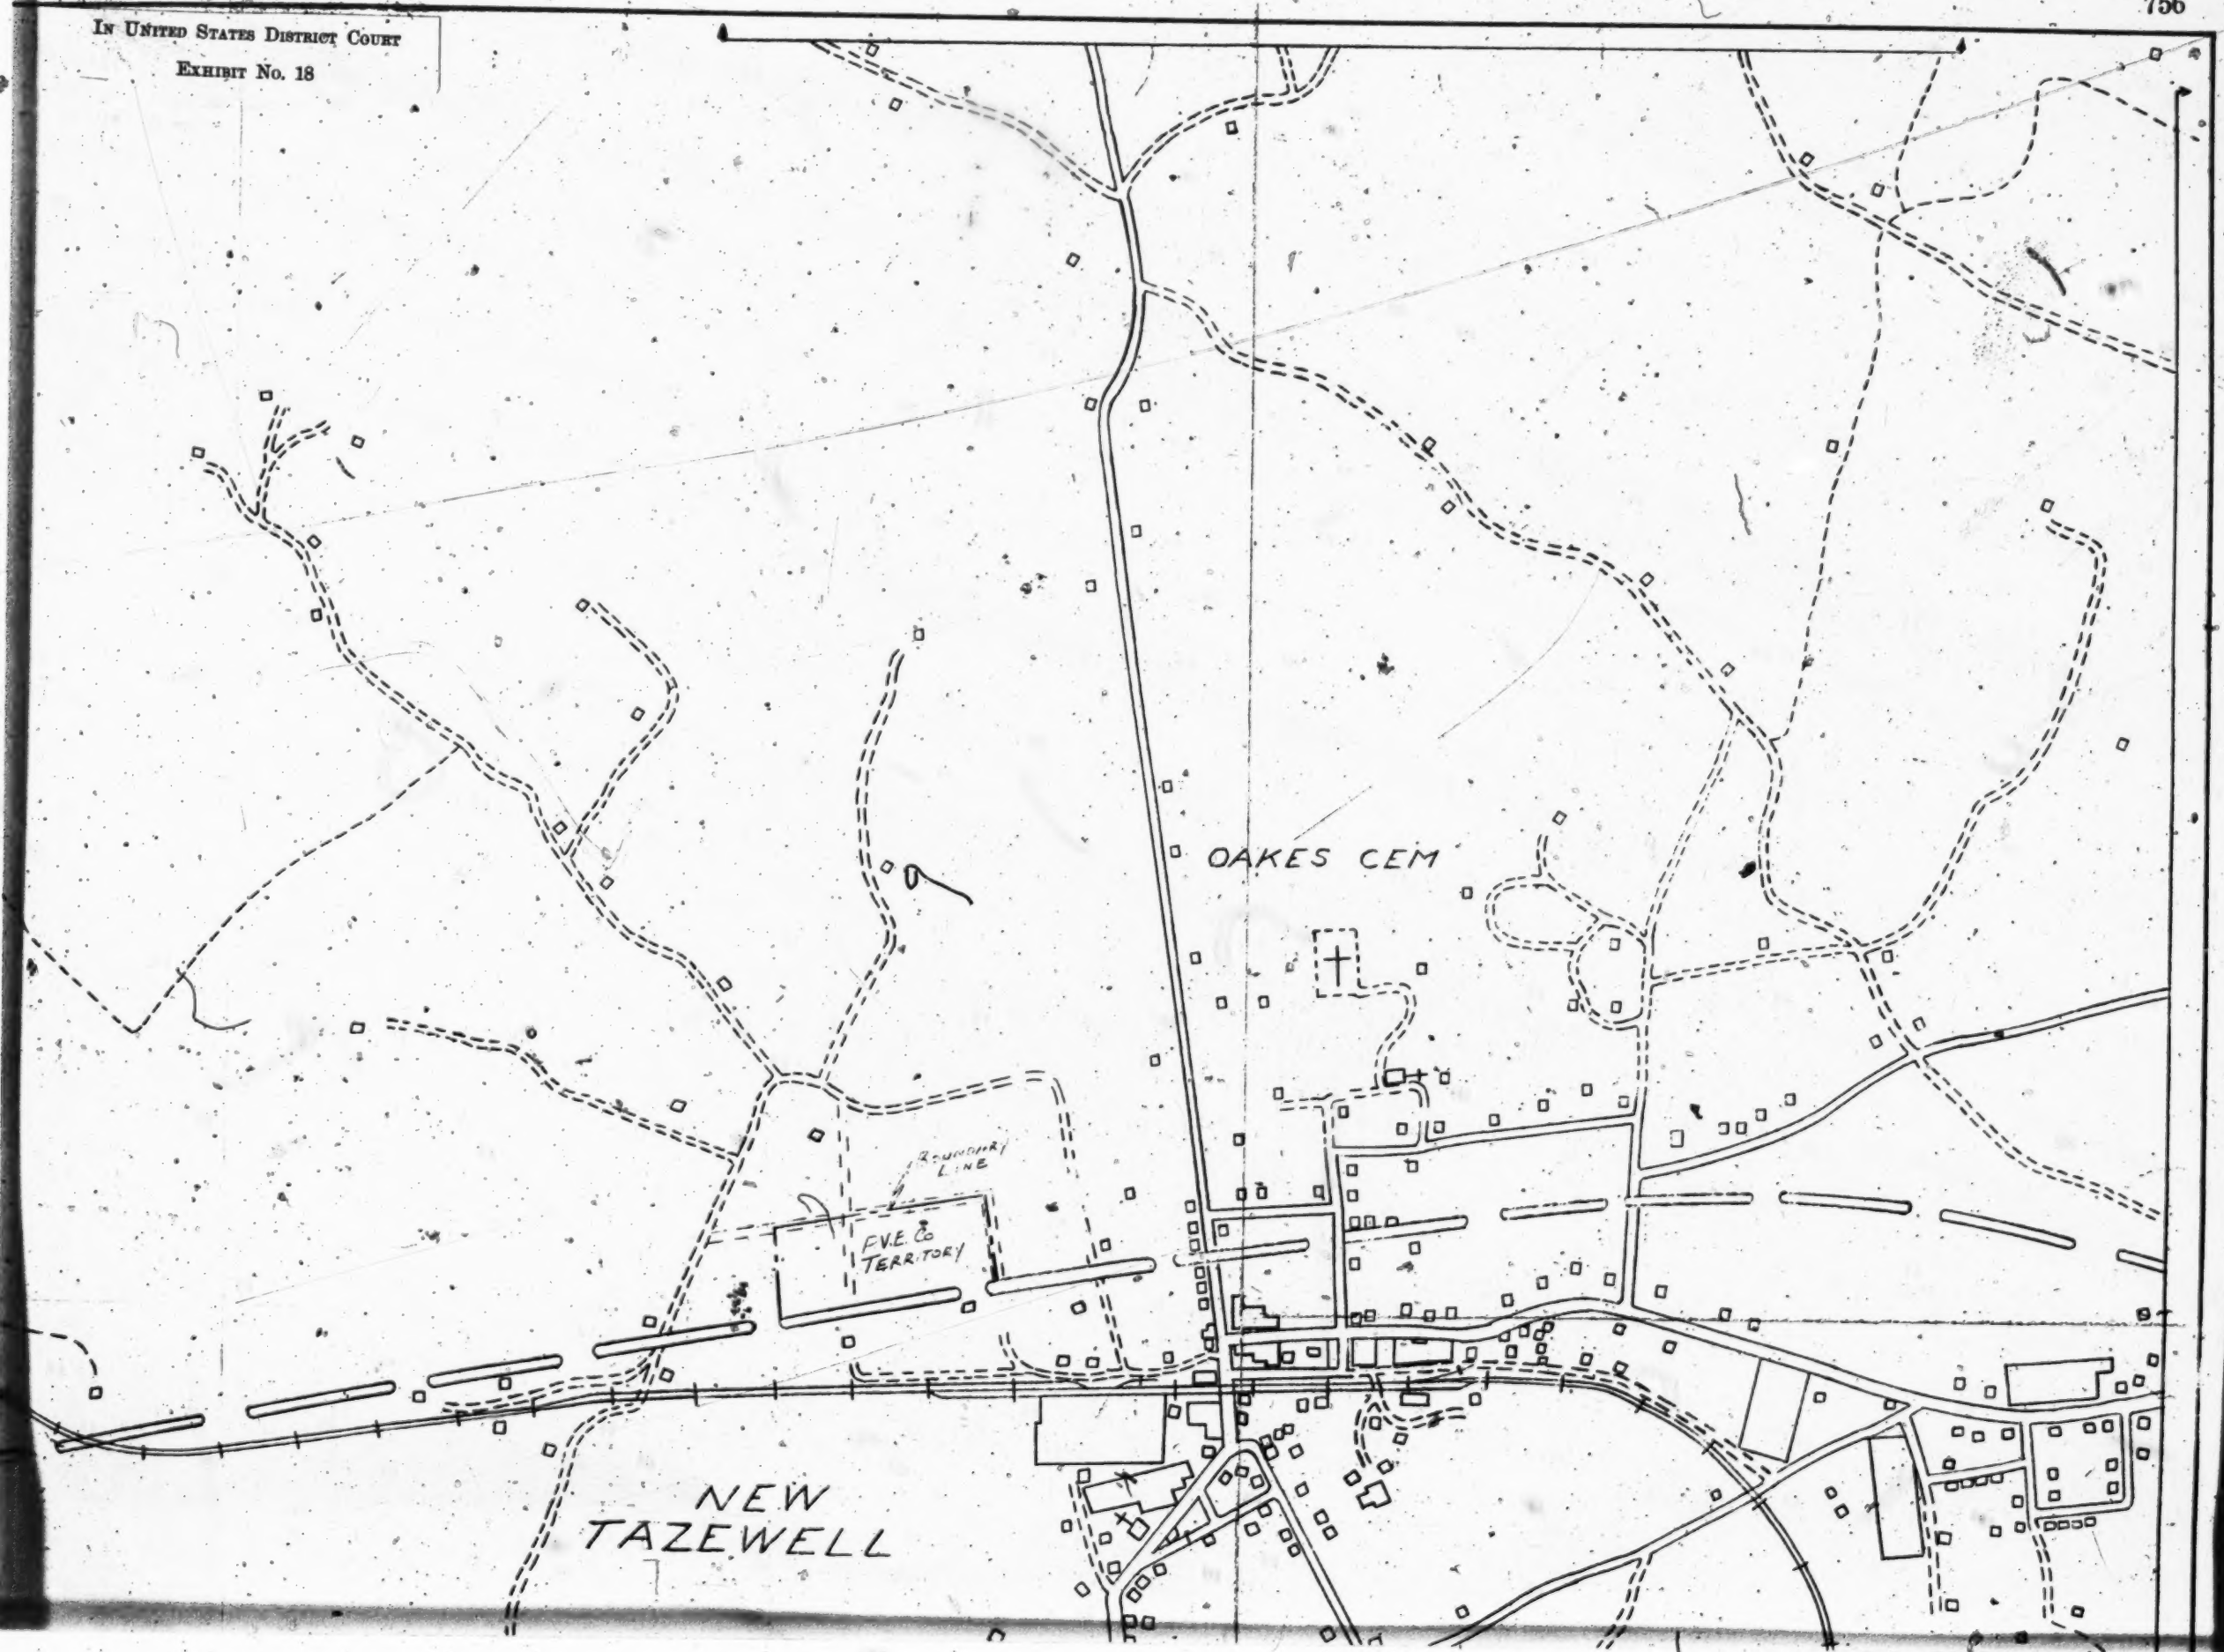 756
IN UNITED STATES DISTRICT COURT
EXHIBIT NO. 18
OAKES CEM
BOUNDARY
LINE
P.V.E. Co
TERRITORY
NEW
TAZEWELL